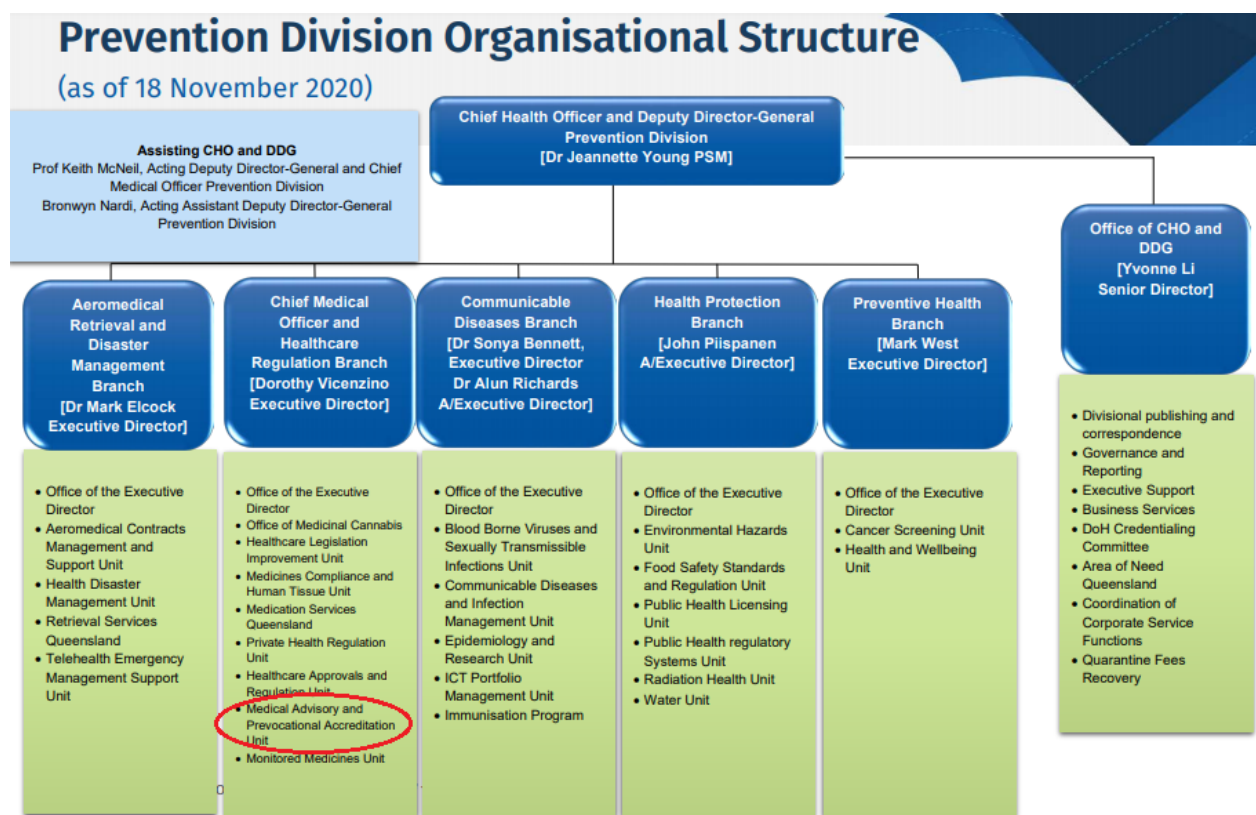 Prevention Division Organisational Structure
(as of 18 November 2020)
Assisting CHO and DDG
Prof Keith McNeil, Acting Deputy Director-General and Chief
Medical Officer Prevention Division
Bronwyn Nardi, Acting Assistant Deputy Director-General
Prevention Division
Chief Health Officer and Deputy Director-General
Prevention Division
[Dr Jeannette Young PSM]
Office of CHO and
DDG
[Yvonne Li
Senior Director]
Aeromedical
Retrieval and
Disaster
Management
Branch
[Dr Mark Elcock
Executive Director]
Chief Medical
Officer and
Healthcare
Regulation Branch
[Dorothy Vicenzino
Executive Director]
Communicable
Diseases Branch
[Dr Sonya Bennett,
Executive Director
Dr Alun Richards
A/Executive Director]
Health Protection
Branch
[John Piispanen
A/Executive Director]
Preventive Health
Branch
[Mark West
Executive Director]
• Office of the Executive
Director
• Aeromedical Contracts
Management and
Support Unit
• Health Disaster
Management Unit
• Retrieval Services
Queensland
• Telehealth Emergency
Management Support
Unit
• Office of the Executive
Director
• Office of Medicinal Cannabis
• Healthcare Legislation
Improvement Unit
• Medicines Compliance and
Human Tissue Unit
• Medication Services
Queensland
• Private Health Regulation
Unit
• Healthcare Approvals and
Regulation Unit
• Medical Advisory and
Prevocational Accreditation
Unit
• Monitored Medicines Unit
• Office of the Executive
Director
• Blood Borne Viruses and
Sexually Transmissible
Infections Unit
• Communicable Diseases
and Infection
Management Unit
• Epidemiology and
Research Unit
• ICT Portfolio
Management Unit
• Immunisation Program
• Office of the Executive
Director
• Environmental Hazards
Unit
• Food Safety Standards
and Regulation Unit
• Public Health Licensing
Unit
• Public Health regulatory
Systems Unit
• Radiation Health Unit
• Water Unit
• Office of the Executive
Director
• Cancer Screening Unit
• Health and Wellbeing
Unit
• Divisional publishing and
correspondence
• Governance and
Reporting
• Executive Support
• Business Services
• DoH Credentialing
Committee
• Area of Need
Queensland
• Coordination of
Corporate Service
Functions
• Quarantine Fees
Recovery